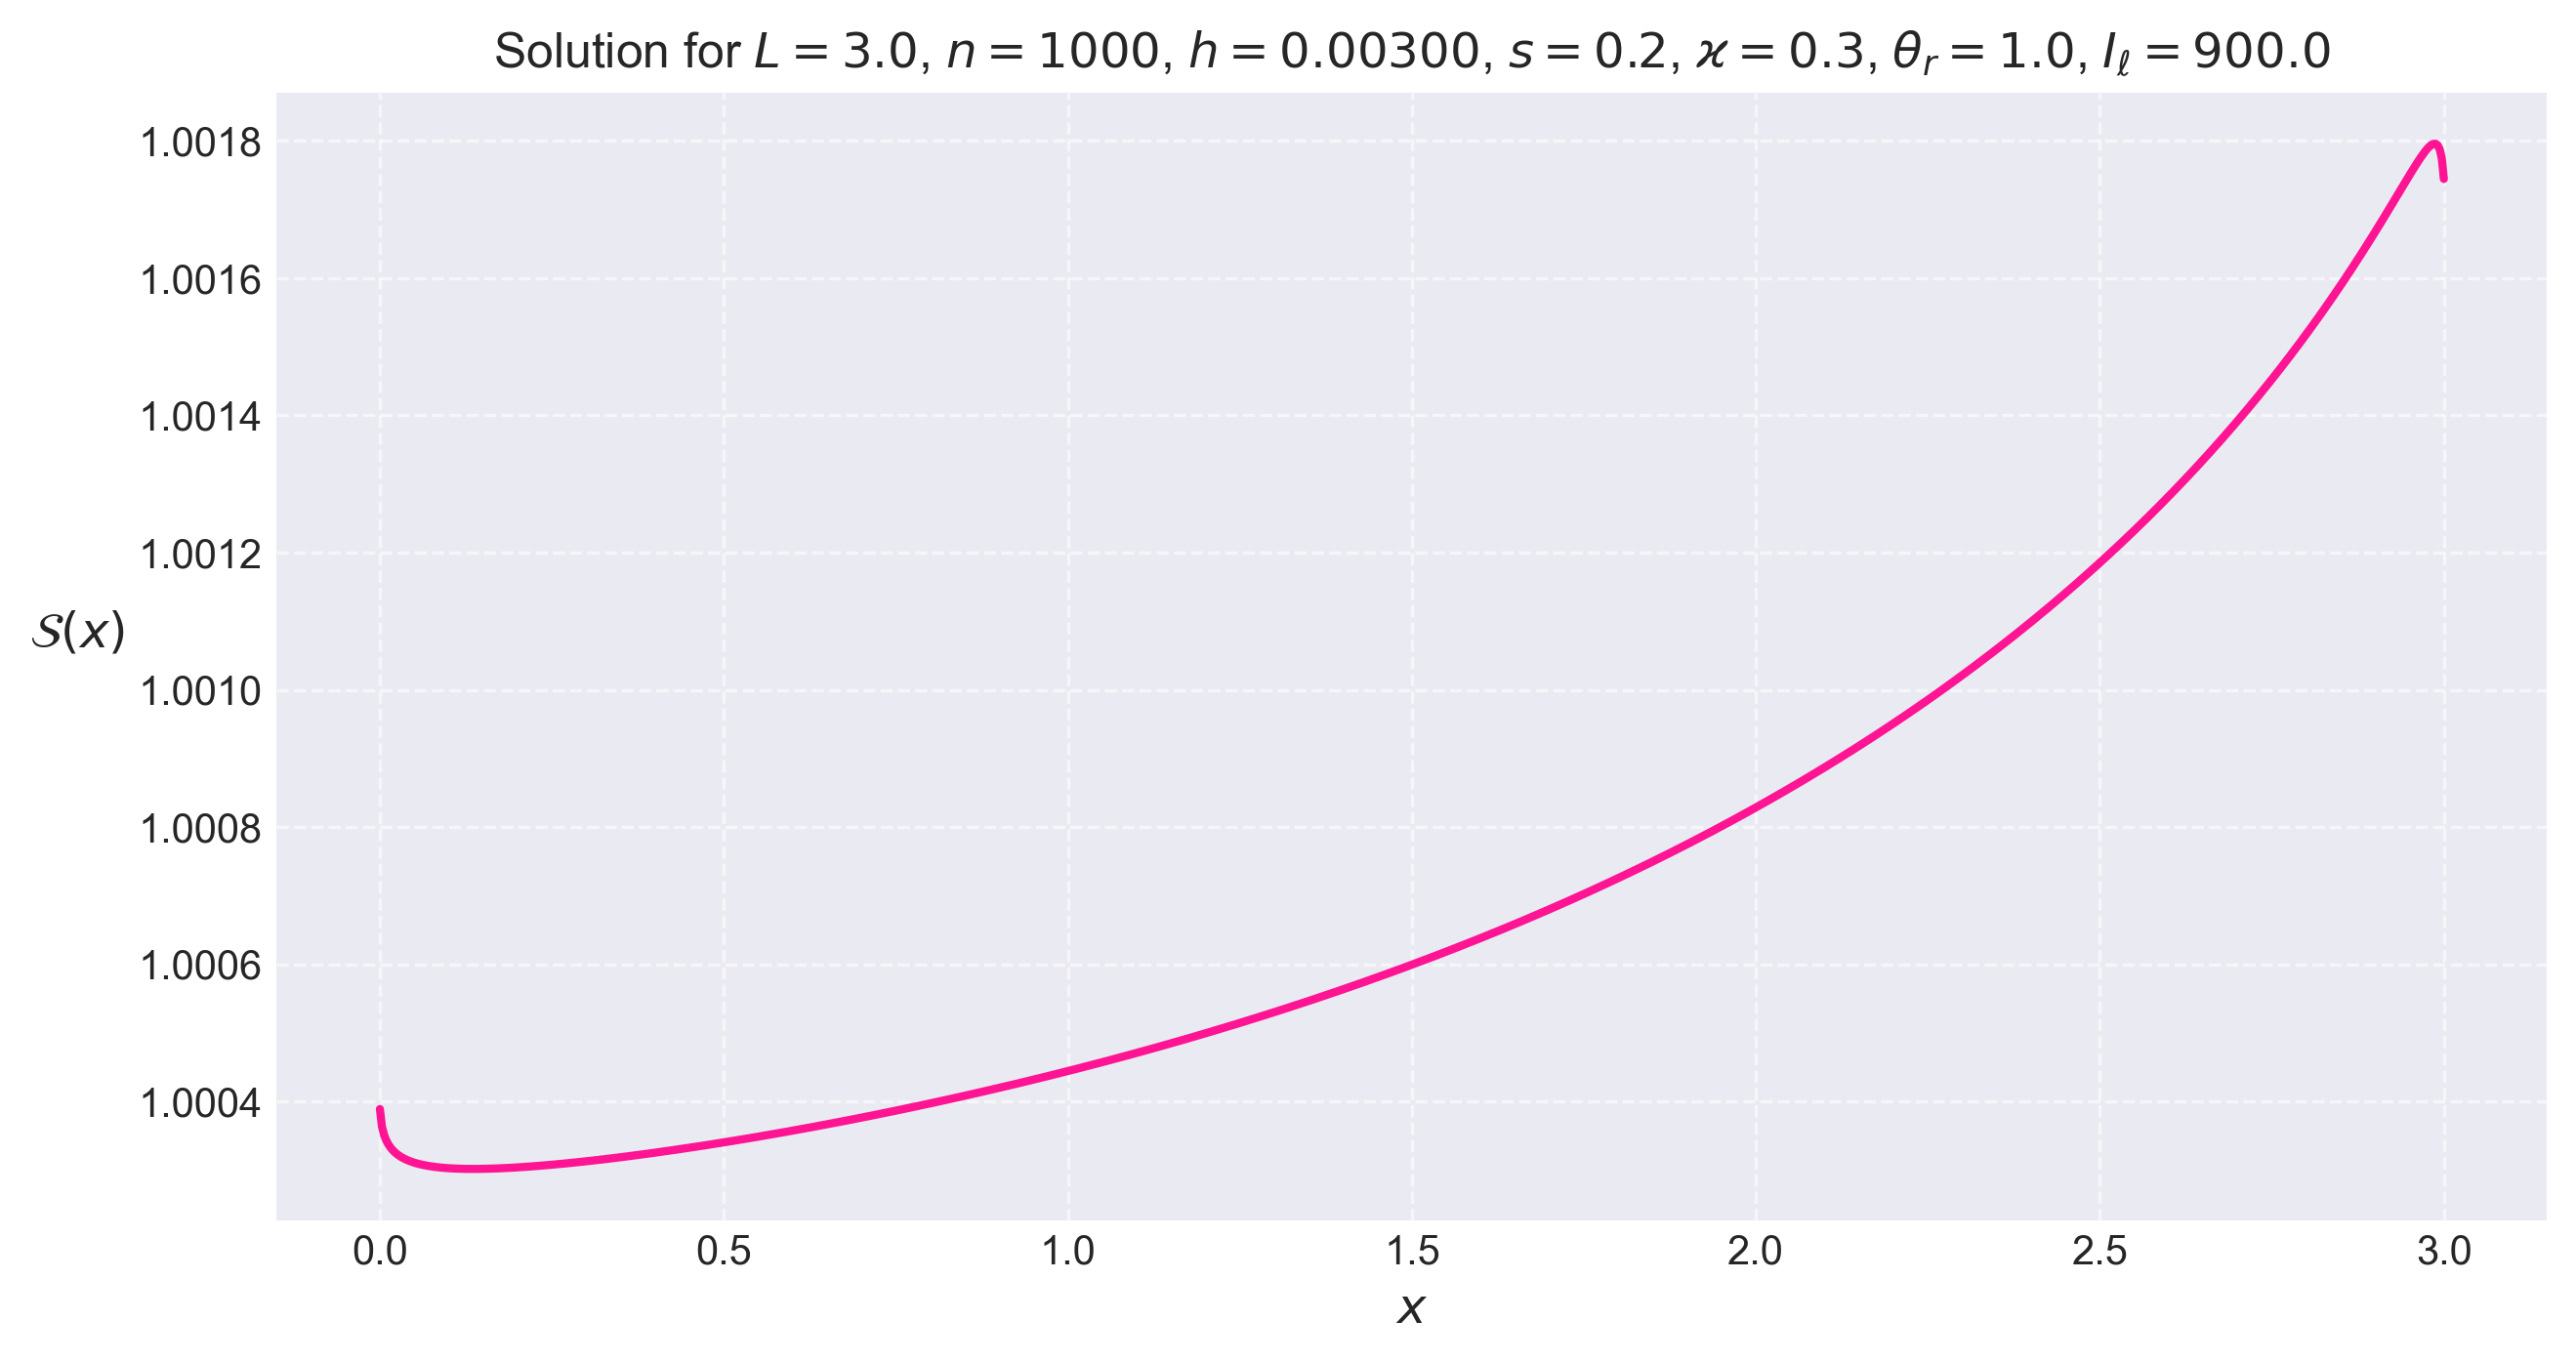 Solution for L = 3.0, n = 1000, h = 0.00300, s = 0.2, ϰ = 0.3, θᵣ = 1.0, I_ℓ = 900.0
1.0018
1.0016
1.0014
1.0012
𝒮(x)
1.0010
1.0008
1.0006
1.0004
0.0 0.5 1.0 1.5 2.0 2.5 3.0
x